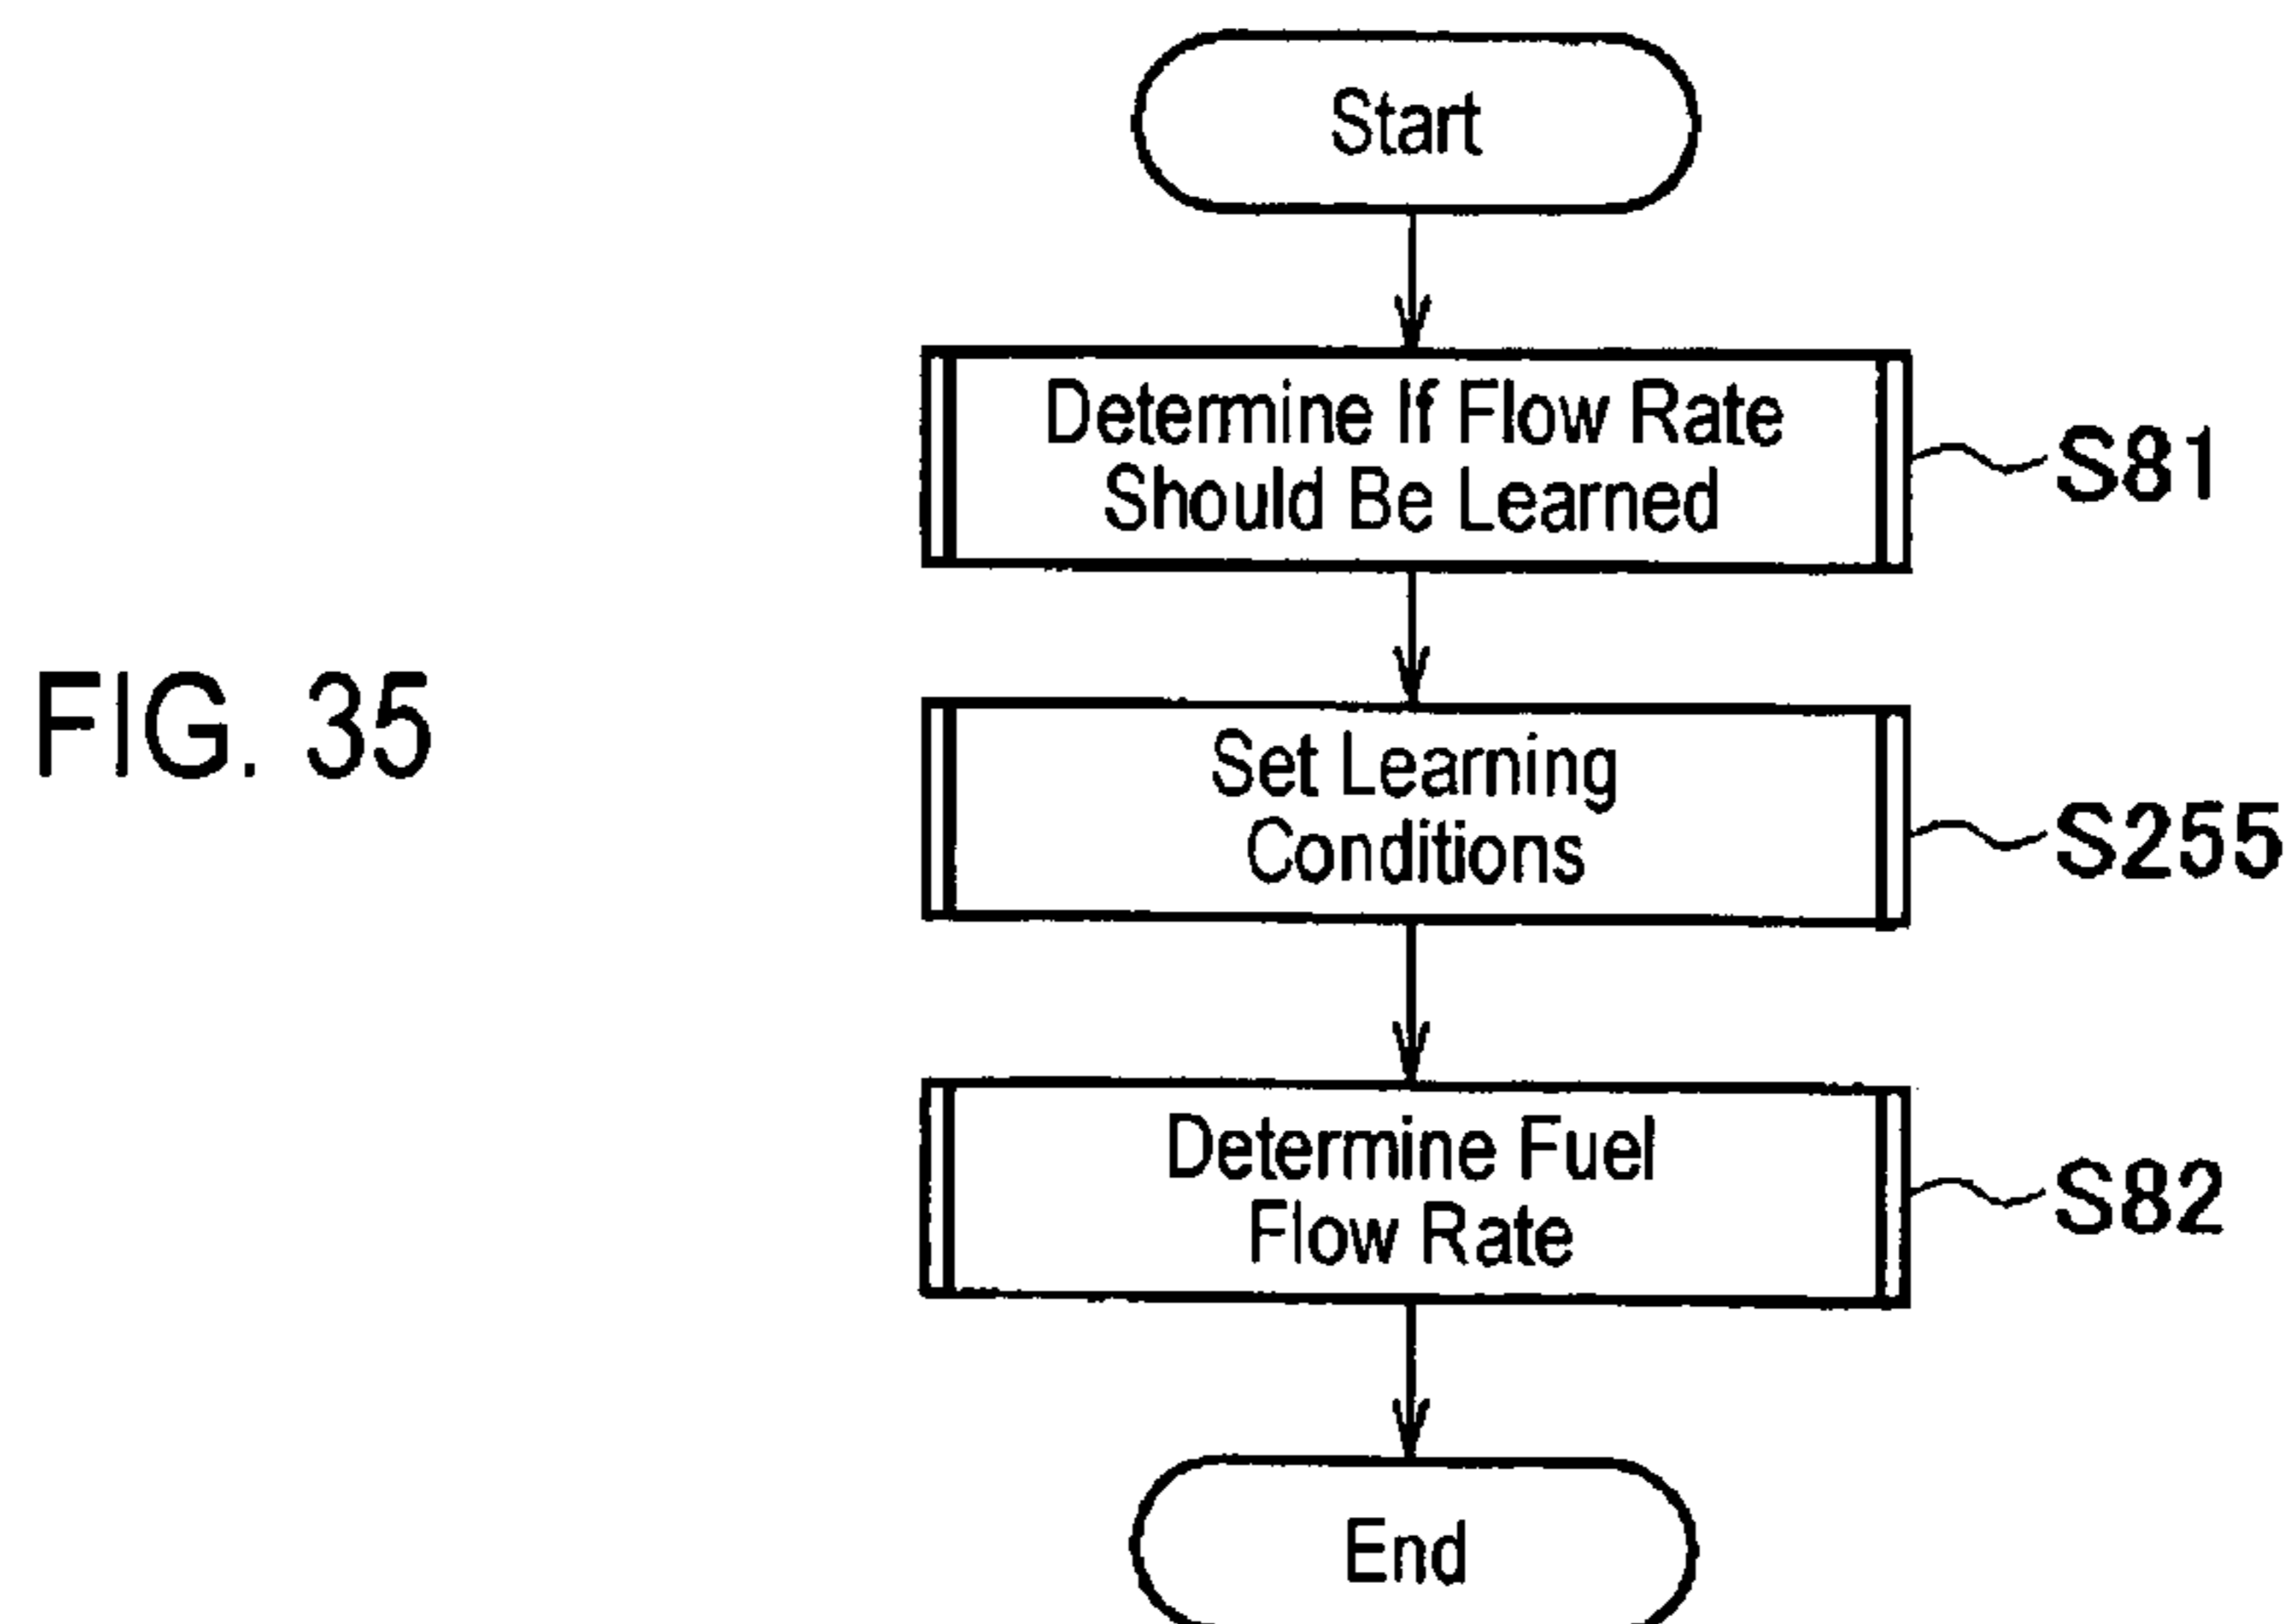 Start
Determine If Flow Rate
Should Be Learned
S81
FIG. 35
Set Learning
Conditions
S255
Determine Fuel
Flow Rate
S82
End